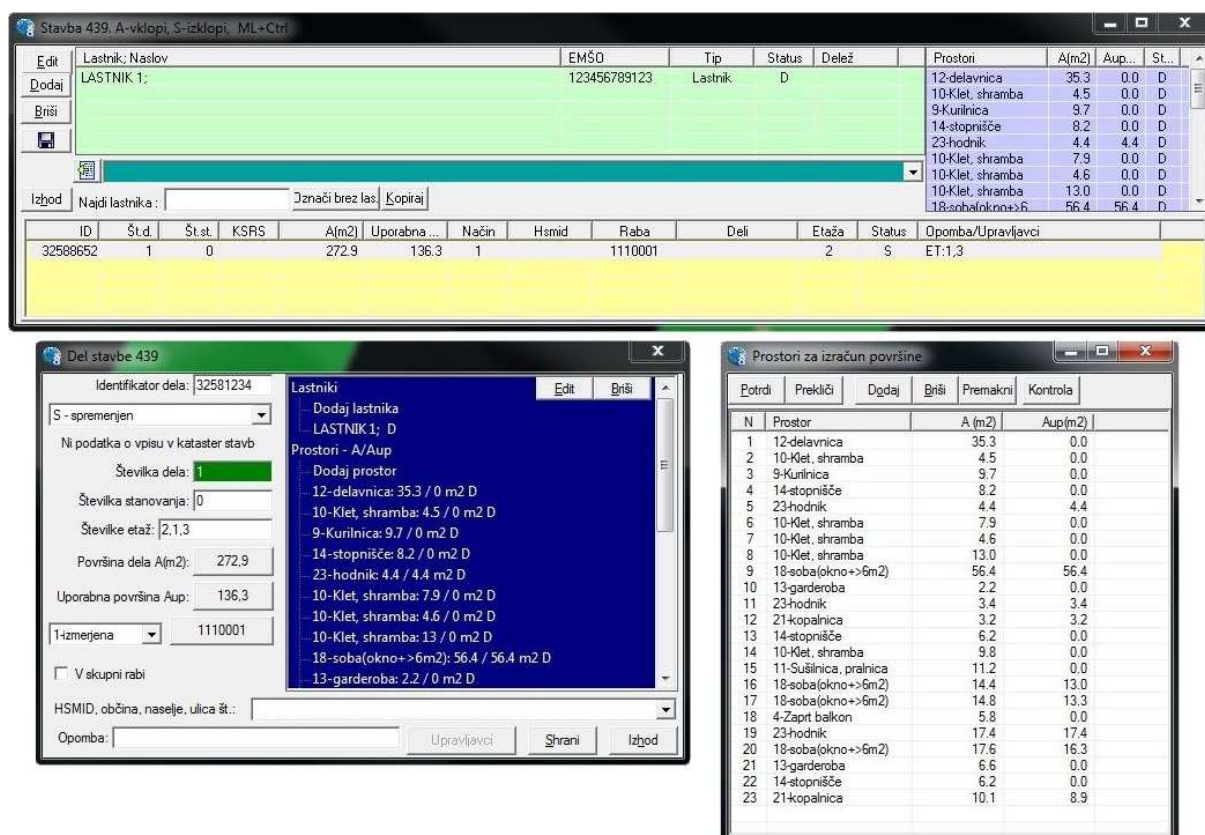 Stavba 439. A-vklopi, S-izklopi, ML+Ctrl
Edit
Dodaj
Briši
Izhod
Lastnik; Naslov EMŠO Tip Status Delež
LASTNIK 1; 123456789123 Lastnik D
Prostori A(m2) Aup... St...
12-delavnica 35.3 0.0 D
10-Klet, shramba 4.5 0.0 D
9-Kurilnica 9.7 0.0 D
14-stopnišče 8.2 0.0 D
23-hodnik 4.4 4.4 D
10-Klet, shramba 7.9 0.0 D
10-Klet, shramba 4.6 0.0 D
10-Klet, shramba 13.0 0.0 D
18-soba(okno+>6 56.4 56.4 D
Najdi lastnika : Označi brez las. Kopiraj
ID Št.d. Št.st. KSRS A(m2) Uporabna ... Način Hsmid Raba Deli Etaža Status Opomba/Upravljavci
32588652 1 0 272.9 136.3 1 1110001 2 S ET:1,3
Del stavbe 439
Identifikator dela: 32581234
S - spremenjen
Ni podatka o vpisu v kataster stavb
Številka dela: 1
Številka stanovanja: 0
Številke etaž: 2,1,3
Površina dela A(m2): 272,9
Uporabna površina Aup: 136,3
1-izmerjena 1110001
V skupni rabi
Lastniki Edit Briši
Dodaj lastnika
LASTNIK 1; D
Prostori - A/Aup
Dodaj prostor
12-delavnica: 35.3 / 0 m2 D
10-Klet, shramba: 4.5 / 0 m2 D
9-Kurilnica: 9.7 / 0 m2 D
14-stopnišče: 8.2 / 0 m2 D
23-hodnik: 4.4 / 4.4 m2 D
10-Klet, shramba: 7.9 / 0 m2 D
10-Klet, shramba: 4.6 / 0 m2 D
10-Klet, shramba: 13 / 0 m2 D
18-soba(okno+>6m2): 56.4 / 56.4 m2 D
13-garderoba: 2.2 / 0 m2 D
HSMID, občina, naselje, ulica št.:
Opomba: Upravljavci Shrani Izhod
Prostori za izračun površine
Potrdi Prekliči Dodaj Briši Premakni Kontrola
N Prostor A (m2) Aup(m2)
1 12-delavnica 35.3 0.0
2 10-Klet, shramba 4.5 0.0
3 9-Kurilnica 9.7 0.0
4 14-stopnišče 8.2 0.0
5 23-hodnik 4.4 4.4
6 10-Klet, shramba 7.9 0.0
7 10-Klet, shramba 4.6 0.0
8 10-Klet, shramba 13.0 0.0
9 18-soba(okno+>6m2) 56.4 56.4
10 13-garderoba 2.2 0.0
11 23-hodnik 3.4 3.4
12 21-kopalnica 3.2 3.2
13 14-stopnišče 6.2 0.0
14 10-Klet, shramba 9.8 0.0
15 11-Sušilnica, pralnica 11.2 0.0
16 18-soba(okno+>6m2) 14.4 13.0
17 18-soba(okno+>6m2) 14.8 13.3
18 4-Zaprt balkon 5.8 0.0
19 23-hodnik 17.4 17.4
20 18-soba(okno+>6m2) 17.6 16.3
21 13-garderoba 6.6 0.0
22 14-stopnišče 6.2 0.0
23 21-kopalnica 10.1 8.9